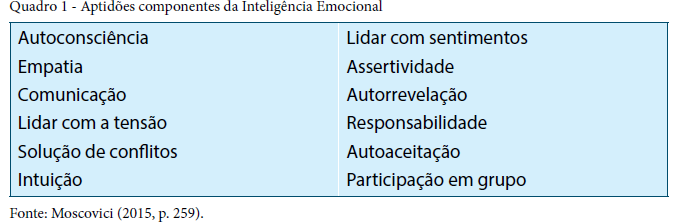 Quadro 1 - Aptidões componentes da Inteligência Emocional
Autoconsciência Lidar com sentimentos
Empatia Assertividade
Comunicação Autorrevelação
Lidar com a tensão Responsabilidade
Solução de conflitos Autoaceitação
Intuição Participação em grupo
Fonte: Moscovici (2015, p. 259).